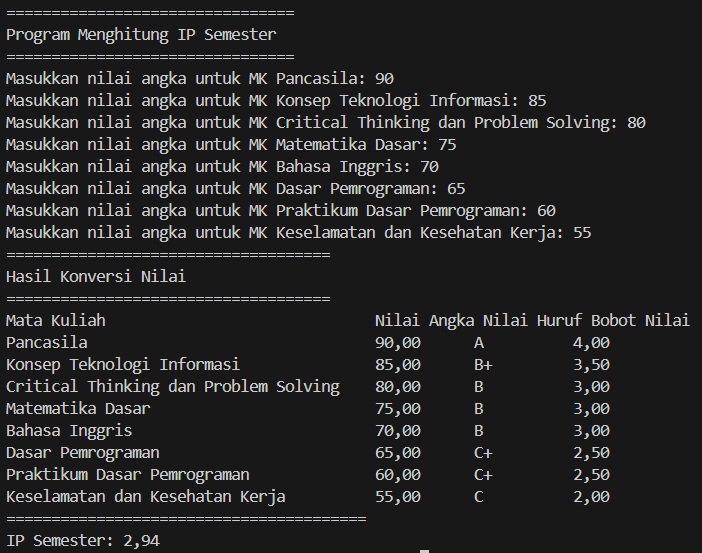 ================================
Program Menghitung IP Semester
================================
Masukkan nilai angka untuk MK Pancasila: 90
Masukkan nilai angka untuk MK Konsep Teknologi Informasi: 85
Masukkan nilai angka untuk MK Critical Thinking dan Problem Solving: 80
Masukkan nilai angka untuk MK Matematika Dasar: 75
Masukkan nilai angka untuk MK Bahasa Inggris: 70
Masukkan nilai angka untuk MK Dasar Pemrograman: 65
Masukkan nilai angka untuk MK Praktikum Dasar Pemrograman: 60
Masukkan nilai angka untuk MK Keselamatan dan Kesehatan Kerja: 55
====================================
Hasil Konversi Nilai
====================================
Mata Kuliah                              Nilai Angka Nilai Huruf Bobot Nilai
Pancasila                                90,00      A          4,00
Konsep Teknologi Informasi               85,00      B+         3,50
Critical Thinking dan Problem Solving    80,00      B          3,00
Matematika Dasar                         75,00      B          3,00
Bahasa Inggris                           70,00      B          3,00
Dasar Pemrograman                        65,00      C+         2,50
Praktikum Dasar Pemrograman              60,00      C+         2,50
Keselamatan dan Kesehatan Kerja          55,00      C          2,00
========================================
IP Semester: 2,94